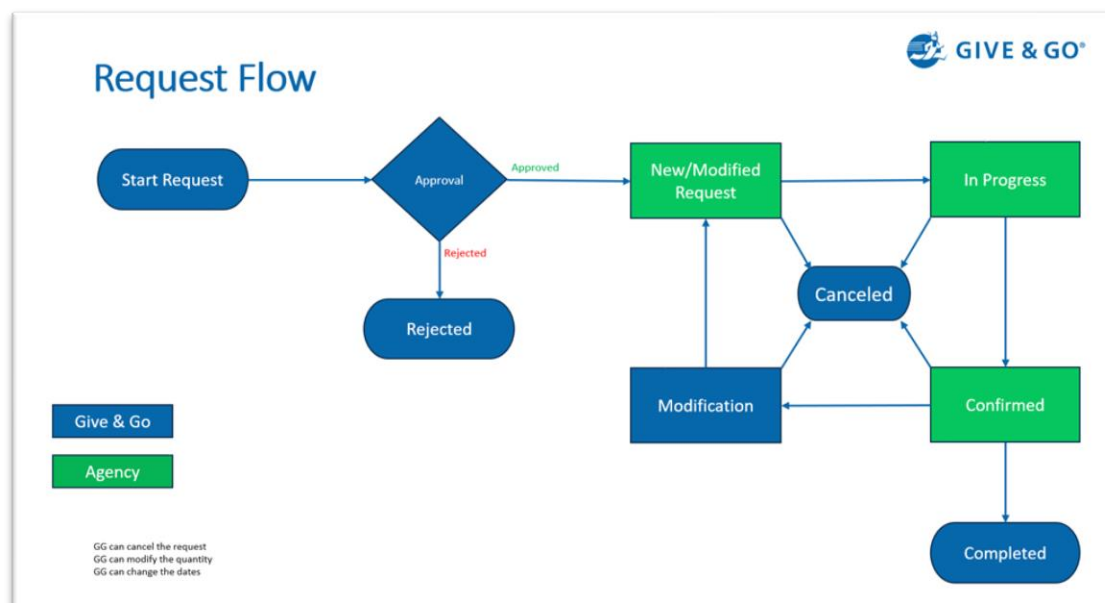 GIVE & GO®
Request Flow
Start Request
Approval
Approved
New/Modified
Request
In Progress
Rejected
Canceled
Rejected
Modification
Confirmed
Give & Go
Agency
Completed
GG can cancel the request
GG can modify the quantity
GG can change the dates